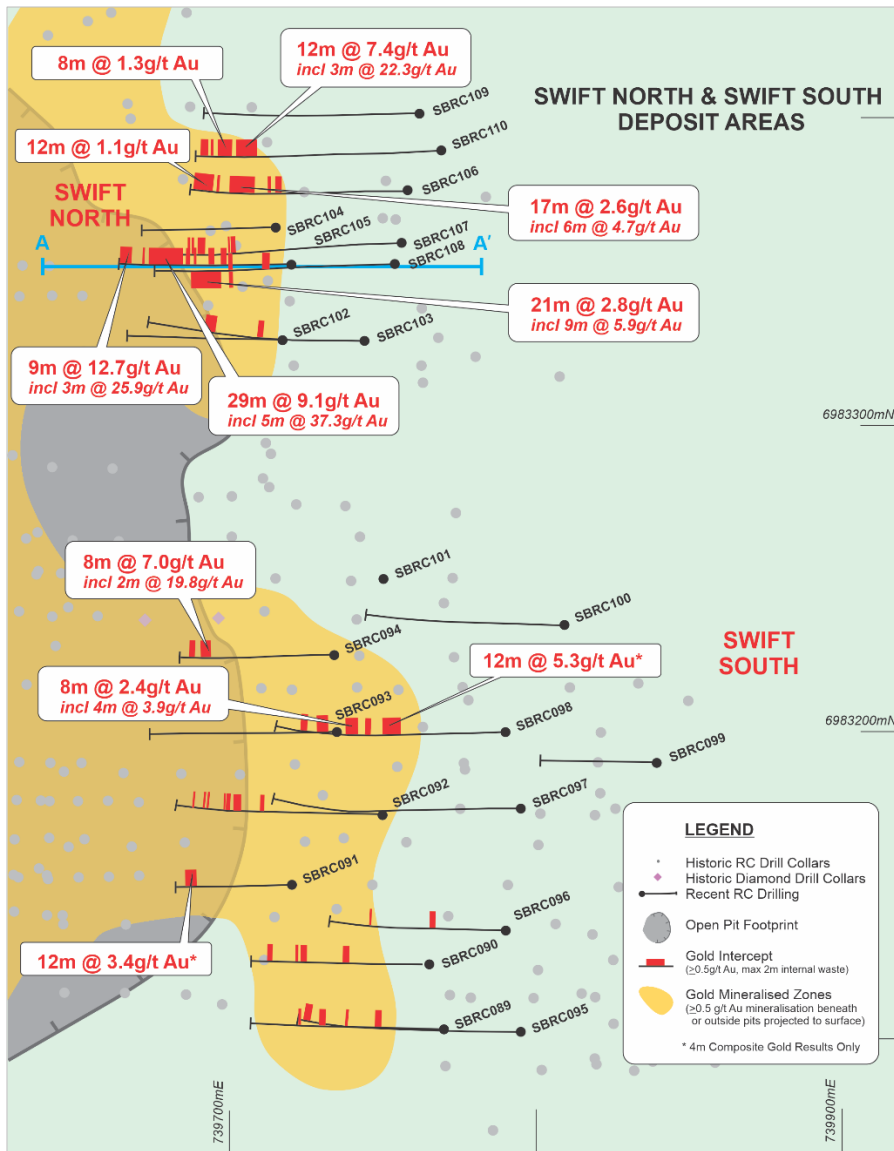 8m @ 1.3g/t Au
12m @ 7.4g/t Au
incl 3m @ 22.3g/t Au
SWIFT NORTH & SWIFT SOUTH
DEPOSIT AREAS
SBRC109
SBRC110
12m @ 1.1g/t Au
SBRC106
SWIFT
NORTH
17m @ 2.6g/t Au
incl 6m @ 4.7g/t Au
SBRC104
SBRC105
SBRC107
SBRC108
A
A'
21m @ 2.8g/t Au
incl 9m @ 5.9g/t Au
SBRC102
SBRC103
9m @ 12.7g/t Au
incl 3m @ 25.9g/t Au
29m @ 9.1g/t Au
incl 5m @ 37.3g/t Au
6983300mN
8m @ 7.0g/t Au
incl 2m @ 19.8g/t Au
SBRC101
SBRC100
SBRC094
12m @ 5.3g/t Au*
SWIFT
SOUTH
8m @ 2.4g/t Au
incl 4m @ 3.9g/t Au
SBRC093
SBRC098
6983200mN
SBRC099
SBRC092
SBRC097
SBRC091
SBRC096
12m @ 3.4g/t Au*
SBRC090
SBRC089
SBRC095
LEGEND
Historic RC Drill Collars
Historic Diamond Drill Collars
Recent RC Drilling
Open Pit Footprint
Gold Intercept
(≥0.5g/t Au, max 2m internal waste)
Gold Mineralised Zones
(≥0.5 g/t Au mineralisation beneath
or outside pits projected to surface)
* 4m Composite Gold Results Only
739700mE
739900mE